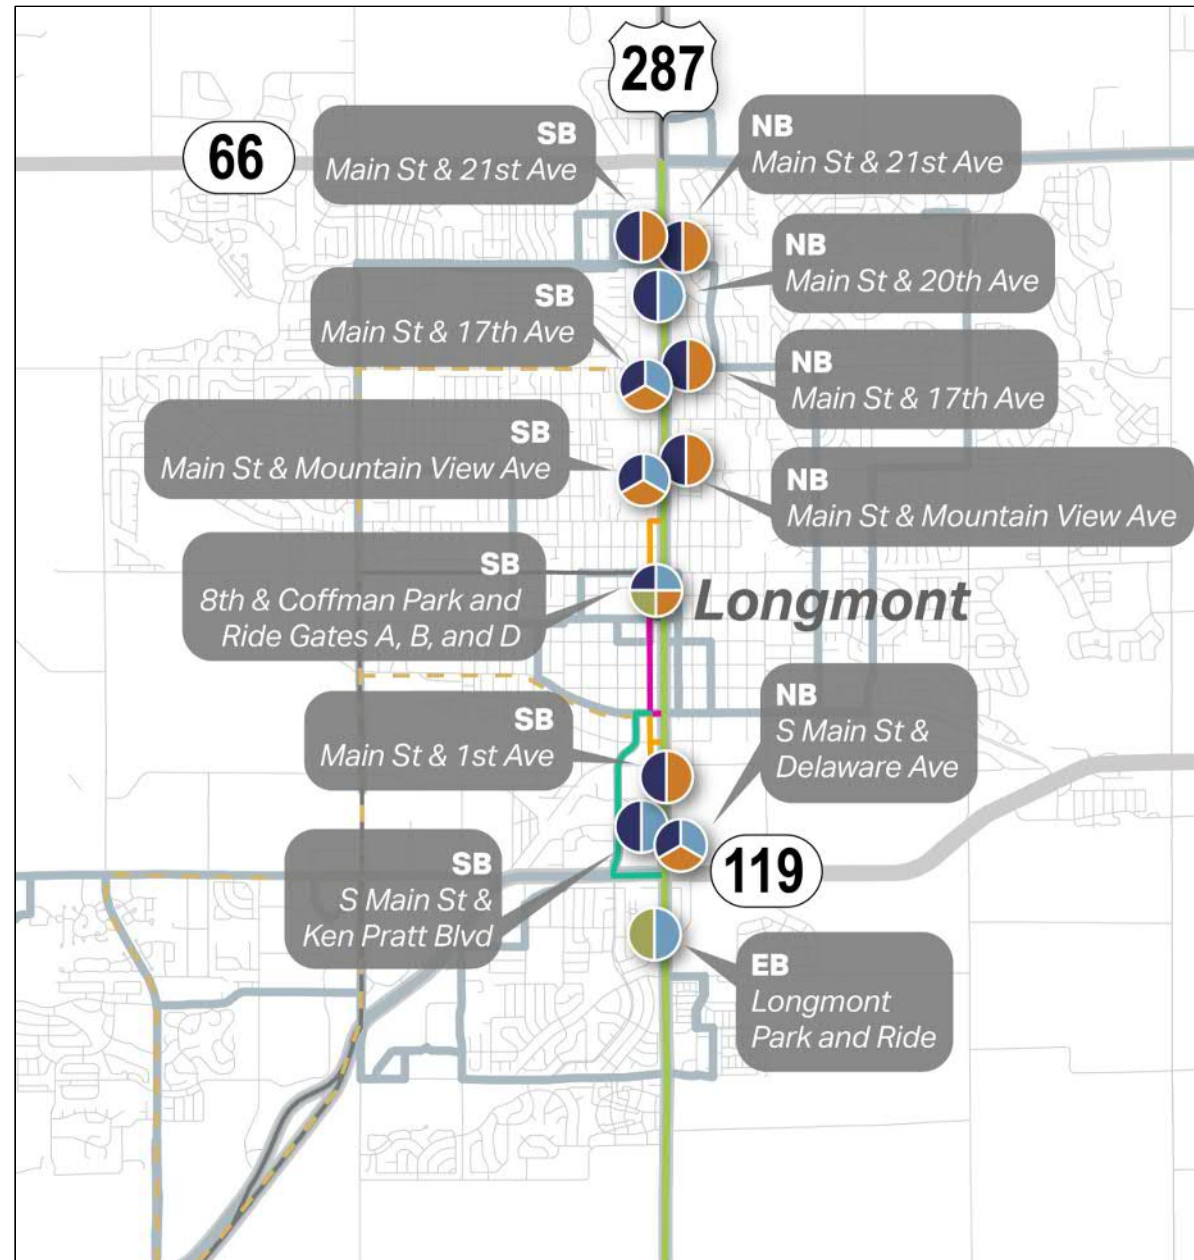 287
66
SB
Main St & 21st Ave
NB
Main St & 21st Ave
NB
Main St & 20th Ave
SB
Main St & 17th Ave
NB
Main St & 17th Ave
SB
Main St & Mountain View Ave
NB
Main St & Mountain View Ave
SB
8th & Coffman Park and
Ride Gates A, B, and D
Longmont
SB
Main St & 1st Ave
NB
S Main St &
Delaware Ave
SB
S Main St &
Ken Pratt Blvd
119
EB
Longmont
Park and Ride